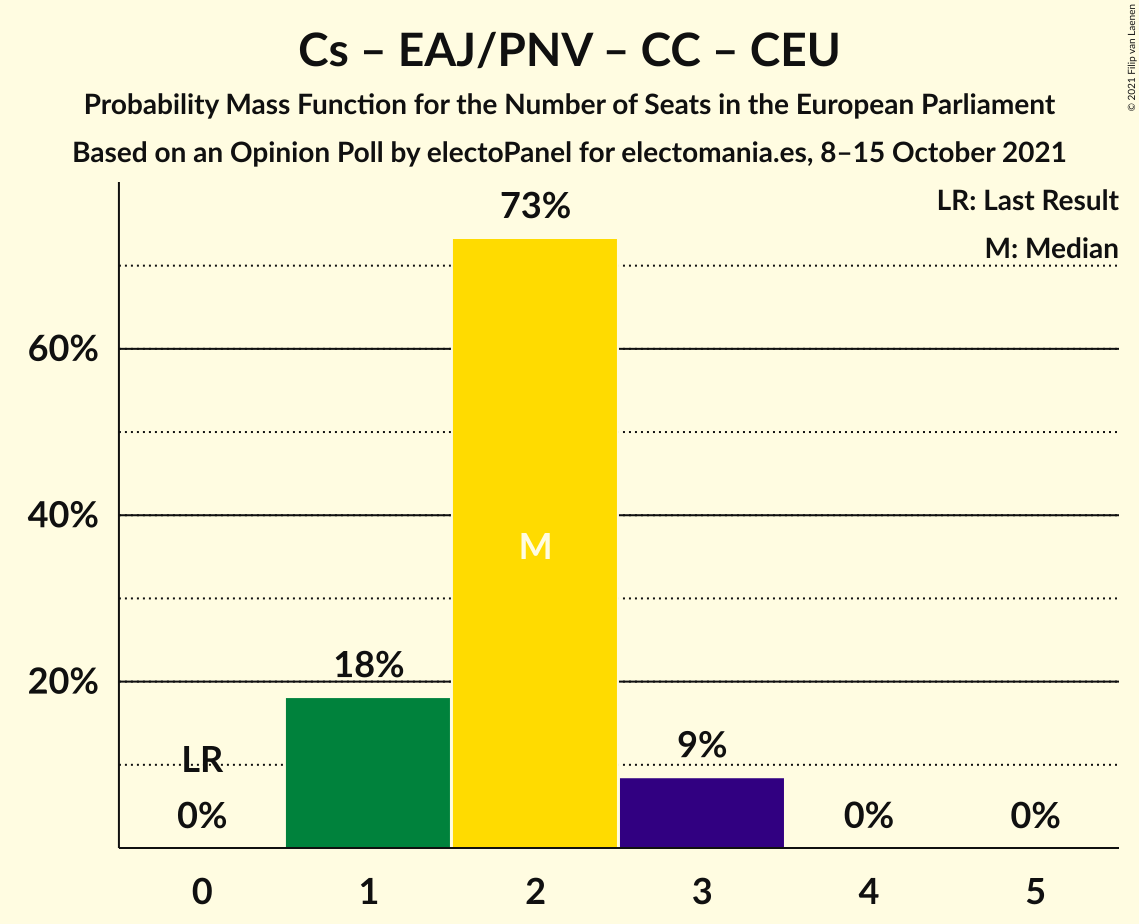 Cs – EAJ/PNV – CC – CEU
Probability Mass Function for the Number of Seats in the European Parliament
Based on an Opinion Poll by electoPanel for electomania.es, 8–15 October 2021
© 2021 Filip van Laenen
LR: Last Result
M: Median
73%
60%
40%
M
18%
20%
LR
9%
0%
0%
0%
0 1 2 3 4 5